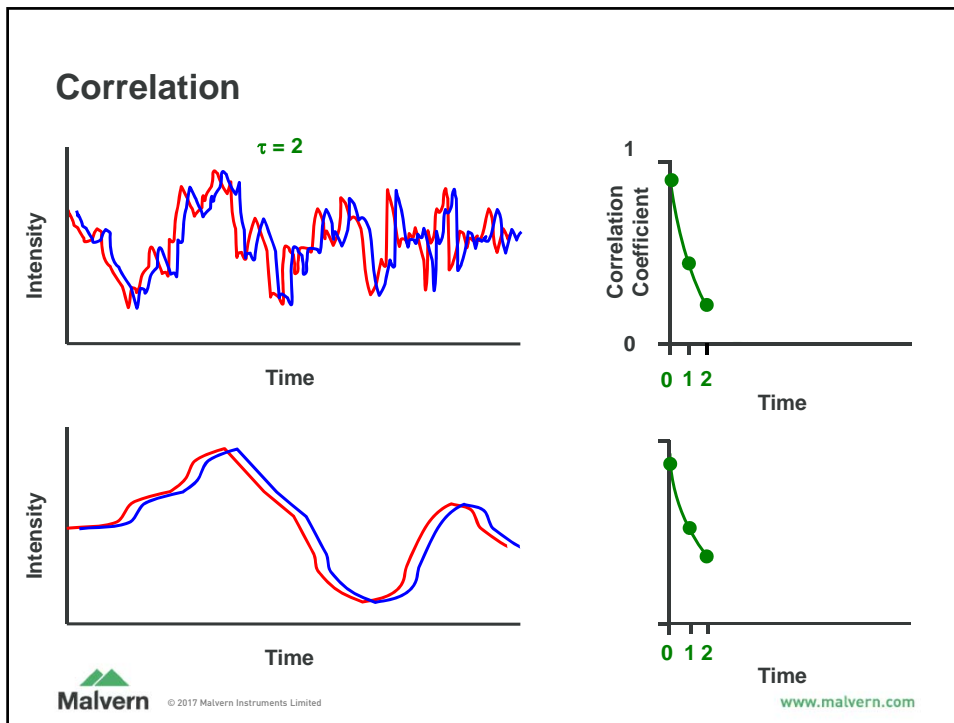 Correlation
τ = 2
Intensity
Time
1
Correlation
Coefficient
0
0 1 2
Time
Intensity
Time
0 1 2
Time
Malvern
© 2017 Malvern Instruments Limited
www.malvern.com